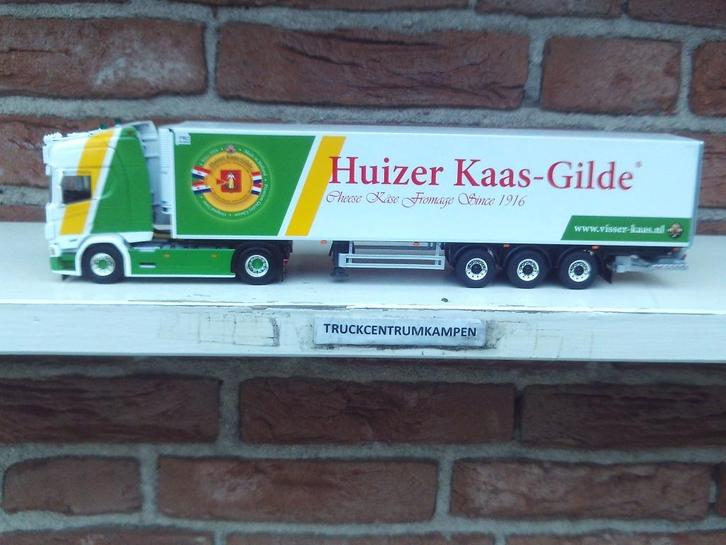 Huizer Kaas-Gilde®
Cheese Käse Fromage Since 1916
www.visser-kaas.nl
TRUCKCENTRUMKAMPEN